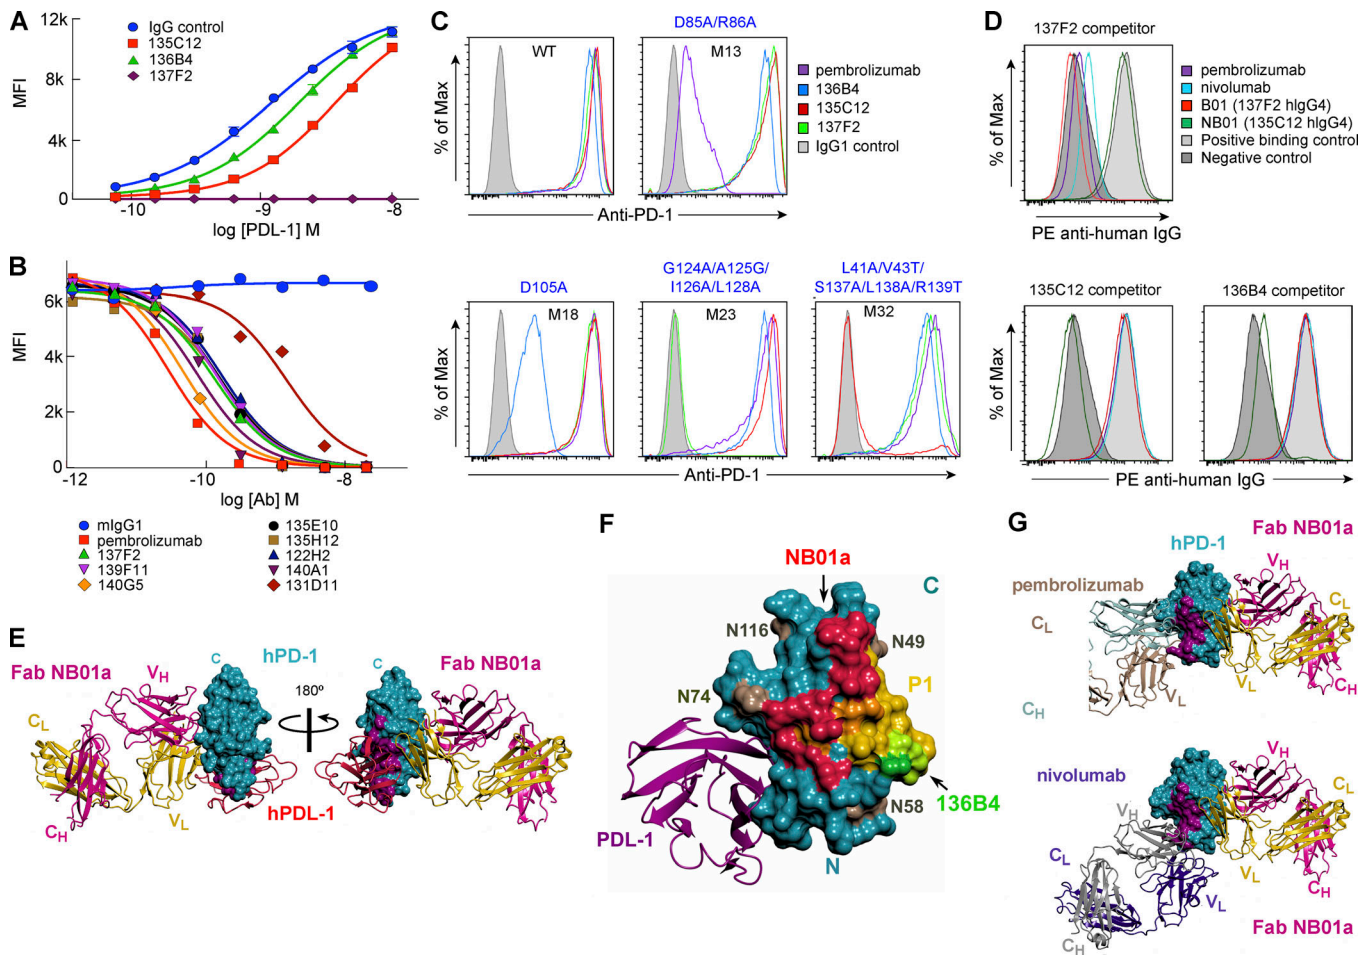 A
12k
8k
4k
0
MFI
IgG control
135C12
136B4
137F2
-10
-9
-8
log [PDL-1] M
B
6k
4k
2k
0
MFI
-12
-10
-8
log [Ab] M
mIgG1
pembrolizumab
137F2
139F11
140G5
135E10
135H12
122H2
140A1
131D11
C
D85A/R86A
WT
M13
% of Max
Anti-PD-1
pembrolizumab
136B4
135C12
137F2
IgG1 control
D105A
G124A/A125G/
I126A/L128A
L41A/V43T/
S137A/L138A/R139T
M18
M23
M32
% of Max
Anti-PD-1
D
137F2 competitor
% of Max
PE anti-human IgG
pembrolizumab
nivolumab
B01 (137F2 hIgG4)
NB01 (135C12 hIgG4)
Positive binding control
Negative control
135C12 competitor
136B4 competitor
% of Max
PE anti-human IgG
E
Fab NB01a
VH
C
hPD-1
C
Fab NB01a
180º
CL
CH
VL
hPDL-1
F
NB01a
C
N116
N49
N74
P1
N58
136B4
PDL-1
N
G
Fab NB01a
hPD-1
VH
pembrolizumab
CL
CL
VL
VL
CH
CH
nivolumab
VH
VH
CL
CL
VL
VL
CH
CH
Fab NB01a